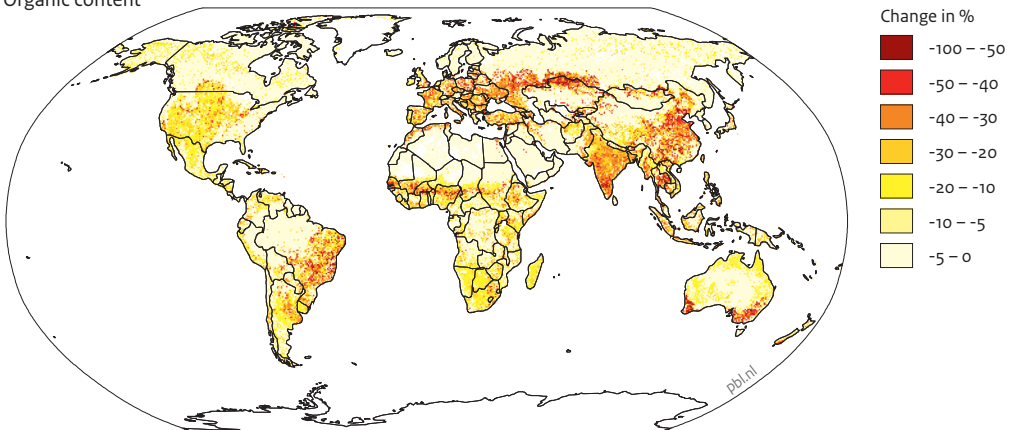 Organic content
Change in %
-100 – -50
-50 – -40
-40 – -30
-30 – -20
-20 – -10
-10 – -5
-5 – 0
pbl.nl